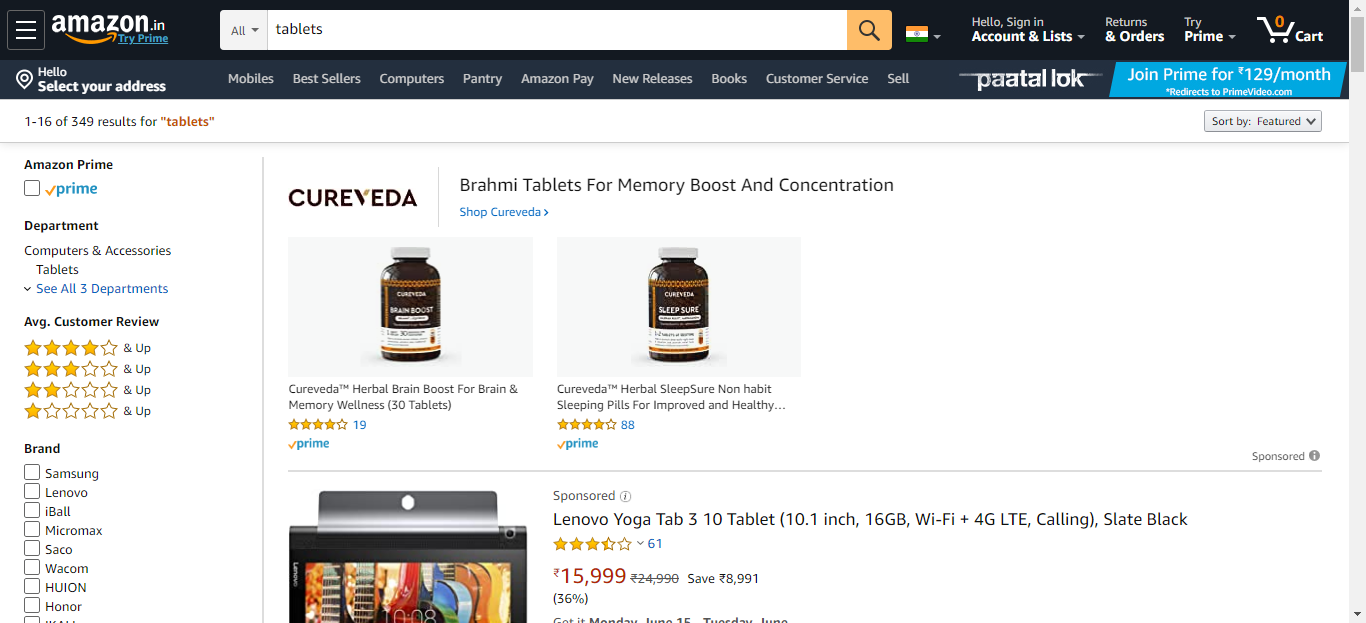 amazon.in
Try Prime
All
tablets
Hello, Sign in
Account & Lists
Returns
& Orders
Try
Prime
0
Cart
Hello
Select your address
Mobiles
Best Sellers
Computers
Pantry
Amazon Pay
New Releases
Books
Customer Service
Sell
paatal lok
Join Prime for ₹129/month
*Redirects to PrimeVideo.com
1-16 of 349 results for "tablets"
Sort by: Featured
Amazon Prime
prime
Department
Computers & Accessories
Tablets
See All 3 Departments
Avg. Customer Review
& Up
& Up
& Up
& Up
Brand
Samsung
Lenovo
iBall
Micromax
Saco
Wacom
HUION
Honor
CUREVEDA
Brahmi Tablets For Memory Boost And Concentration
Shop Cureveda
CUREVEDA
BRAIN BOOST
CUREVEDA
SLEEP SURE
Cureveda™ Herbal Brain Boost For Brain &
Memory Wellness (30 Tablets)
19
prime
Cureveda™ Herbal SleepSure Non habit
Sleeping Pills For Improved and Healthy…
88
prime
Sponsored
Sponsored
Lenovo Yoga Tab 3 10 Tablet (10.1 inch, 16GB, Wi-Fi + 4G LTE, Calling), Slate Black
61
₹15,999 ₹24,990 Save ₹8,991
(36%)
Get it Monday, June 15 - Tuesday, June
Lenovo
10:08